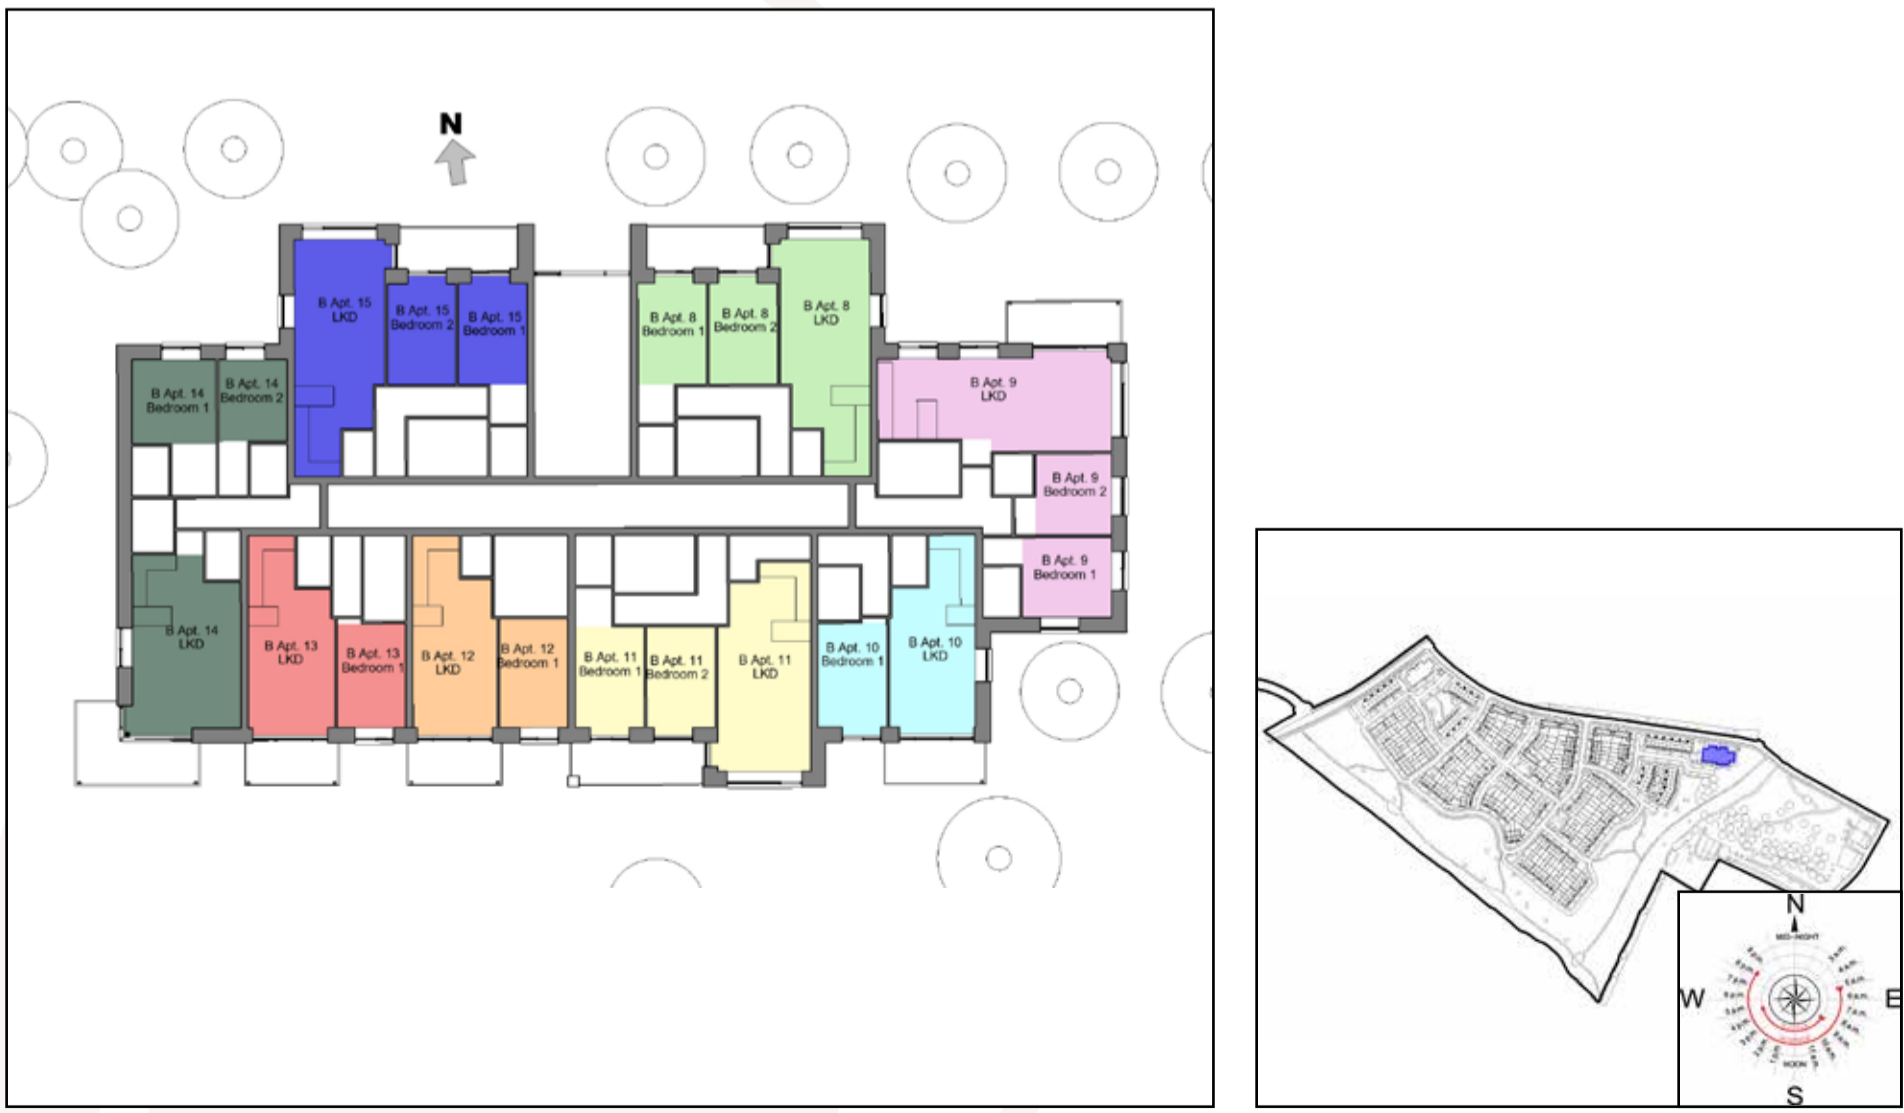 N
B Apt. 15
LKD
B Apt. 15
Bedroom 2
B Apt. 15
Bedroom 1
B Apt. 8
Bedroom 1
B Apt. 8
Bedroom 2
B Apt. 8
LKD
B Apt. 14
Bedroom 1
B Apt. 14
Bedroom 2
B Apt. 9
LKD
B Apt. 9
Bedroom 2
B Apt. 9
Bedroom 1
B Apt. 14
LKD
B Apt. 13
LKD
B Apt. 13
Bedroom 1
B Apt. 12
LKD
B Apt. 12
Bedroom 1
B Apt. 11
Bedroom 1
B Apt. 11
Bedroom 2
B Apt. 11
LKD
B Apt. 10
Bedroom 1
B Apt. 10
LKD
N
MID-NIGHT
W
E
NOON
S